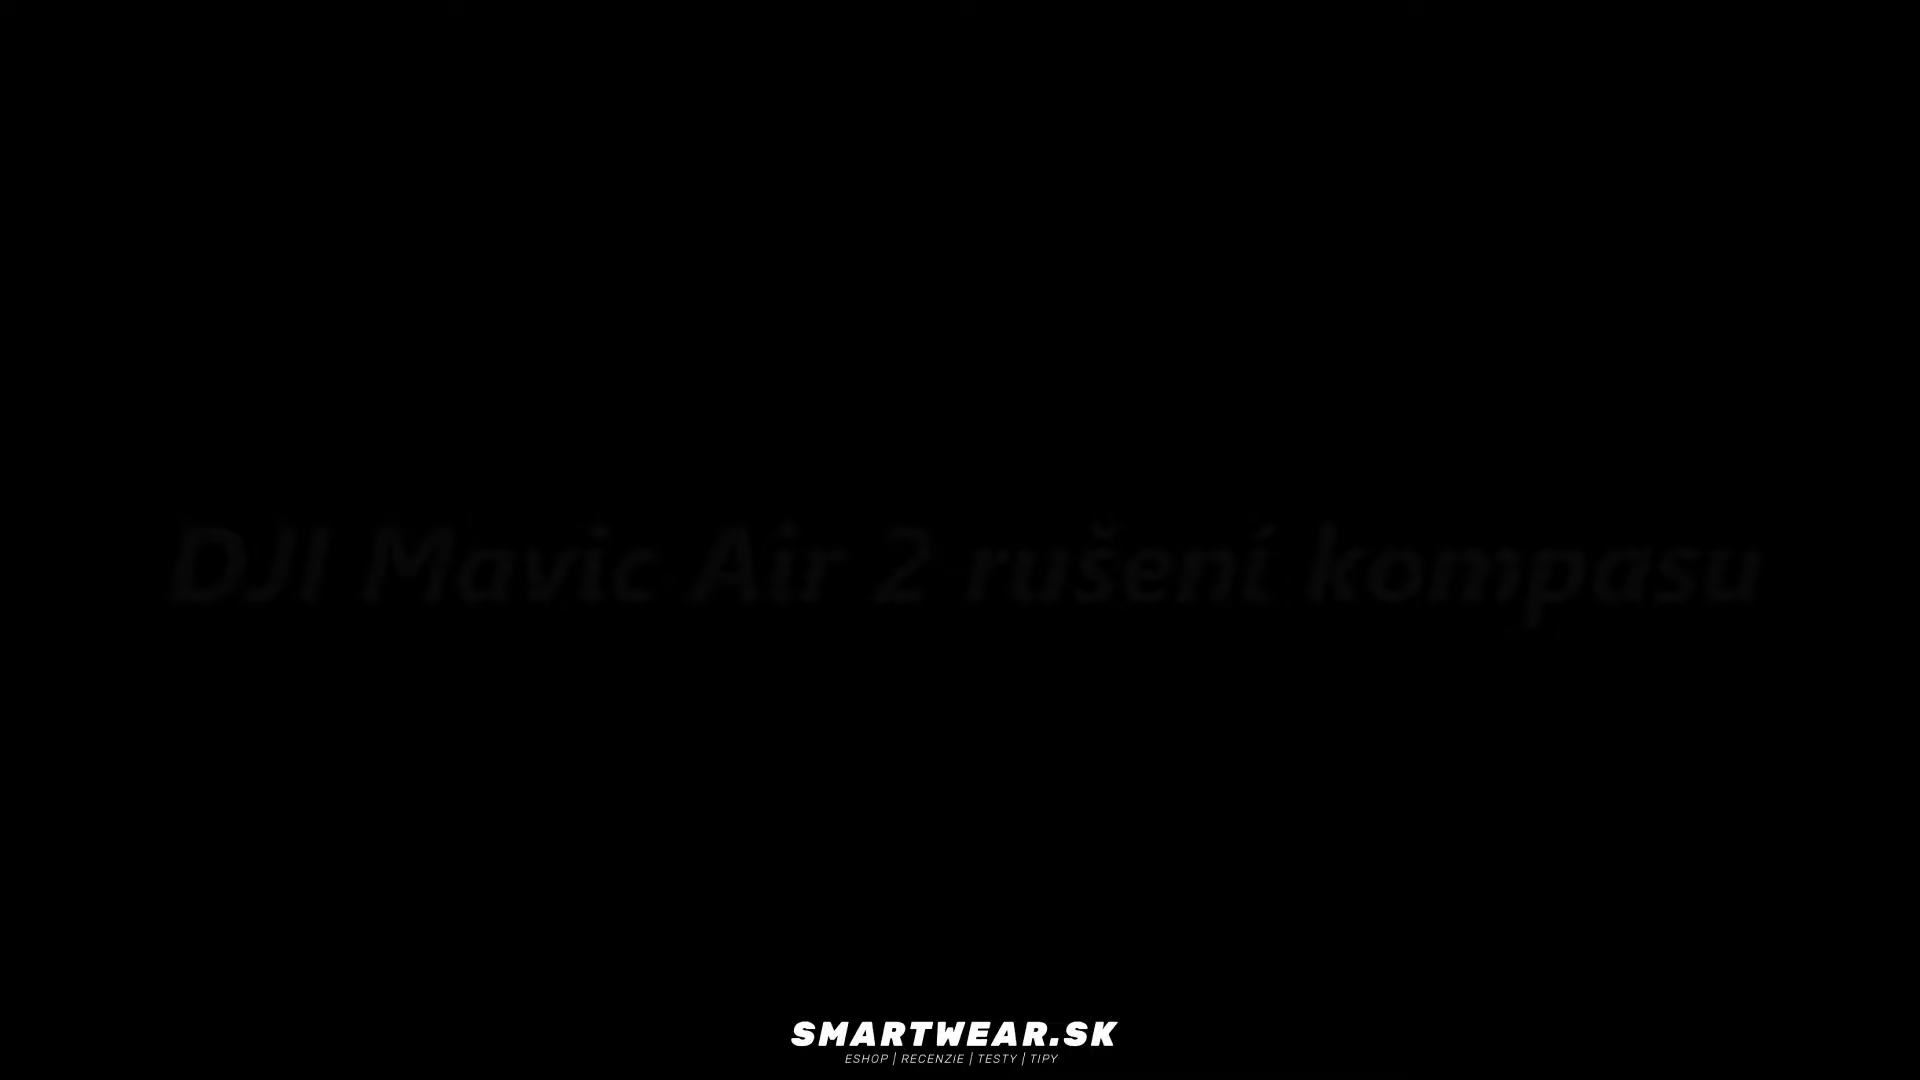 DJI Mavic Air 2 rušení kompasu
SMARTWEAR.SK
ESHOP | RECENZIE | TESTY | TIPY